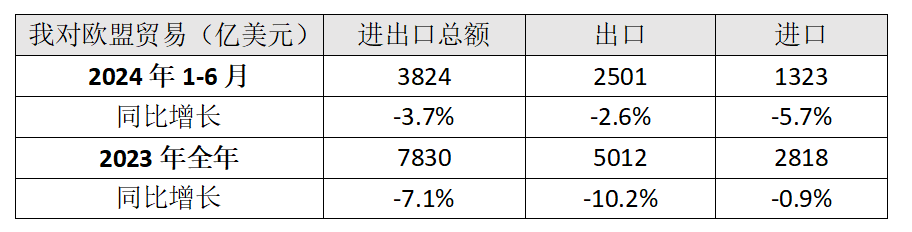 我对欧盟贸易（亿美元） 进出口总额 出口 进口
2024 年 1-6 月 3824 2501 1323
同比增长 -3.7% -2.6% -5.7%
2023 年全年 7830 5012 2818
同比增长 -7.1% -10.2% -0.9%